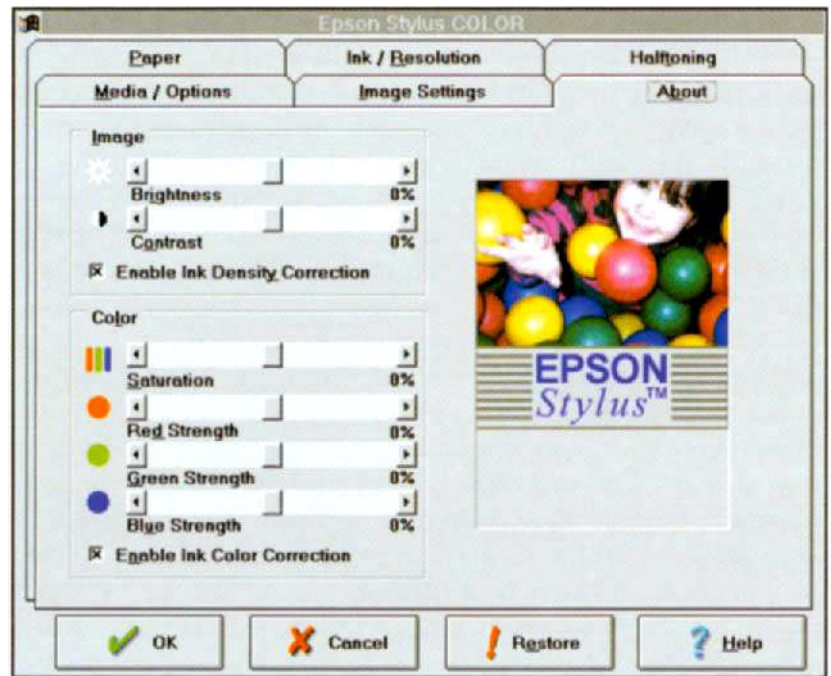 Epson Stylus COLOR
Paper
Ink / Resolution
Halftoning
Media / Options
Image Settings
About
Image
Brightness 0%
Contrast 0%
Enable Ink Density Correction
Color
Saturation 0%
Red Strength 0%
Green Strength 0%
Blue Strength 0%
Enable Ink Color Correction
EPSON
Stylus™
OK
Cancel
Restore
Help